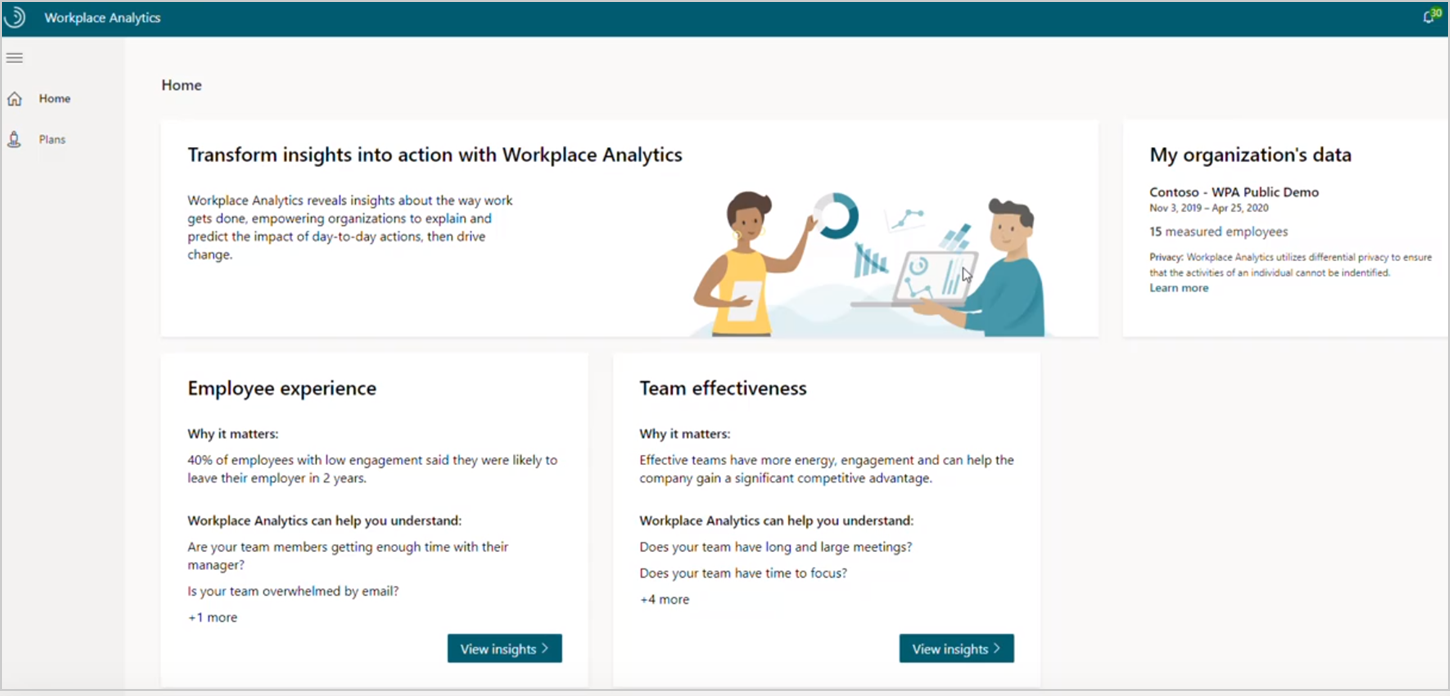 Workplace Analytics
30
Home
Plans
Home
Transform insights into action with Workplace Analytics
Workplace Analytics reveals insights about the way work
gets done, empowering organizations to explain and
predict the impact of day-to-day actions, then drive
change.
My organization's data
Contoso - WPA Public Demo
Nov 3, 2019 – Apr 25, 2020
15 measured employees
Privacy: Workplace Analytics utilizes differential privacy to ensure
that the activities of an individual cannot be indentified.
Learn more
Employee experience
Why it matters:
40% of employees with low engagement said they were likely to
leave their employer in 2 years.
Workplace Analytics can help you understand:
Are your team members getting enough time with their
manager?
Is your team overwhelmed by email?
+1 more
View insights
Team effectiveness
Why it matters:
Effective teams have more energy, engagement and can help the
company gain a significant competitive advantage.
Workplace Analytics can help you understand:
Does your team have long and large meetings?
Does your team have time to focus?
+4 more
View insights